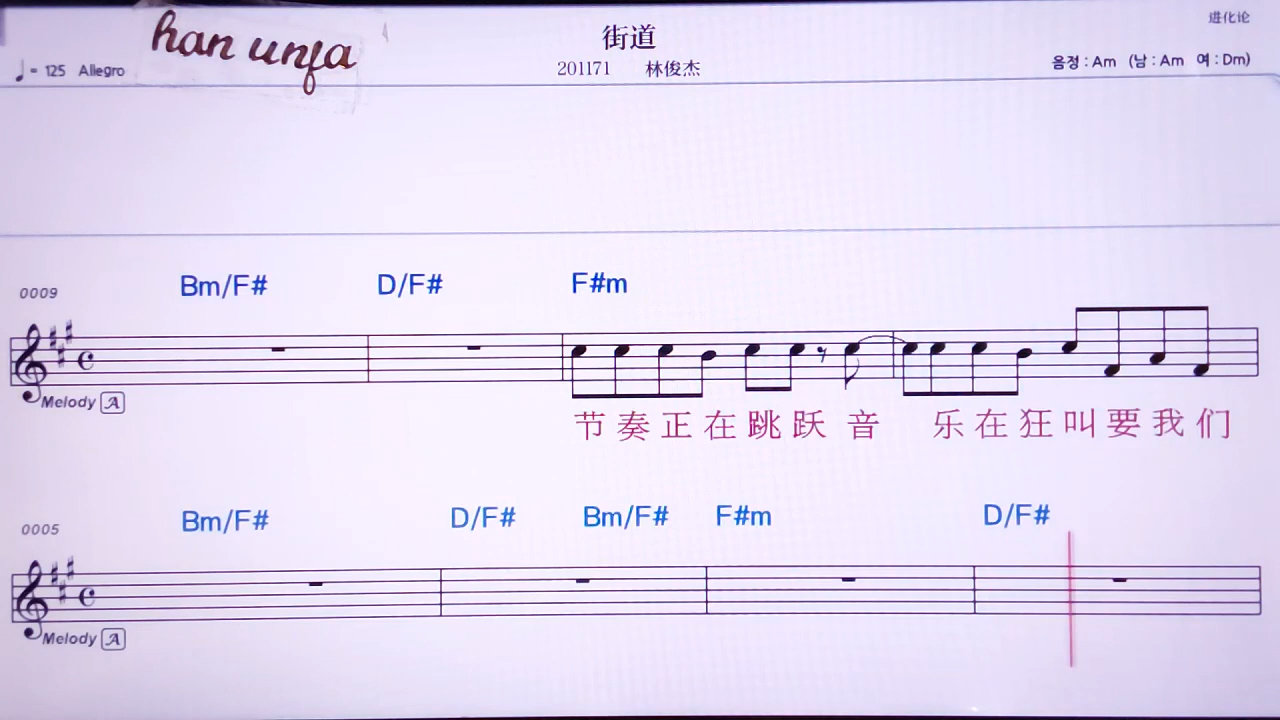 han unfa
街道
进化论
♩= 125 Allegro
201171 林俊杰
음정 : Am (남 : Am 여 : Dm)
Bm/F# D/F# F#m
0009
Melody A
节奏正在跳跃音 乐在狂叫要我们
Bm/F# D/F# Bm/F# F#m D/F#
0005
Melody A